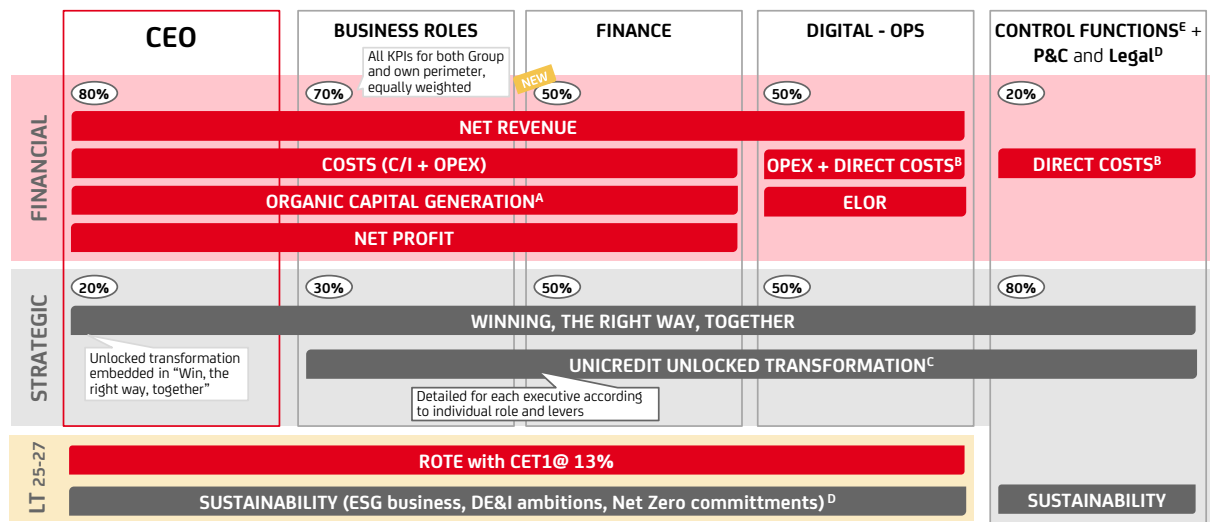 CEO
BUSINESS ROLES
FINANCE
DIGITAL - OPS
CONTROL FUNCTIONSᴱ +
P&C and Legalᴰ
All KPIs for both Group
and own perimeter,
equally weighted
NEW
FINANCIAL
80%
70%
50%
50%
20%
NET REVENUE
COSTS (C/I + OPEX)
OPEX + DIRECT COSTSᴮ
DIRECT COSTSᴮ
ORGANIC CAPITAL GENERATIONᴬ
ELOR
NET PROFIT
STRATEGIC
20%
30%
50%
50%
80%
WINNING, THE RIGHT WAY, TOGETHER
Unlocked transformation
embedded in “Win, the
right way, together”
UNICREDIT UNLOCKED TRANSFORMATIONᶜ
Detailed for each executive according
to individual role and levers
LT 25-27
ROTE with CET1@ 13%
SUSTAINABILITY (ESG business, DE&I ambitions, Net Zero committments) ᴰ
SUSTAINABILITY